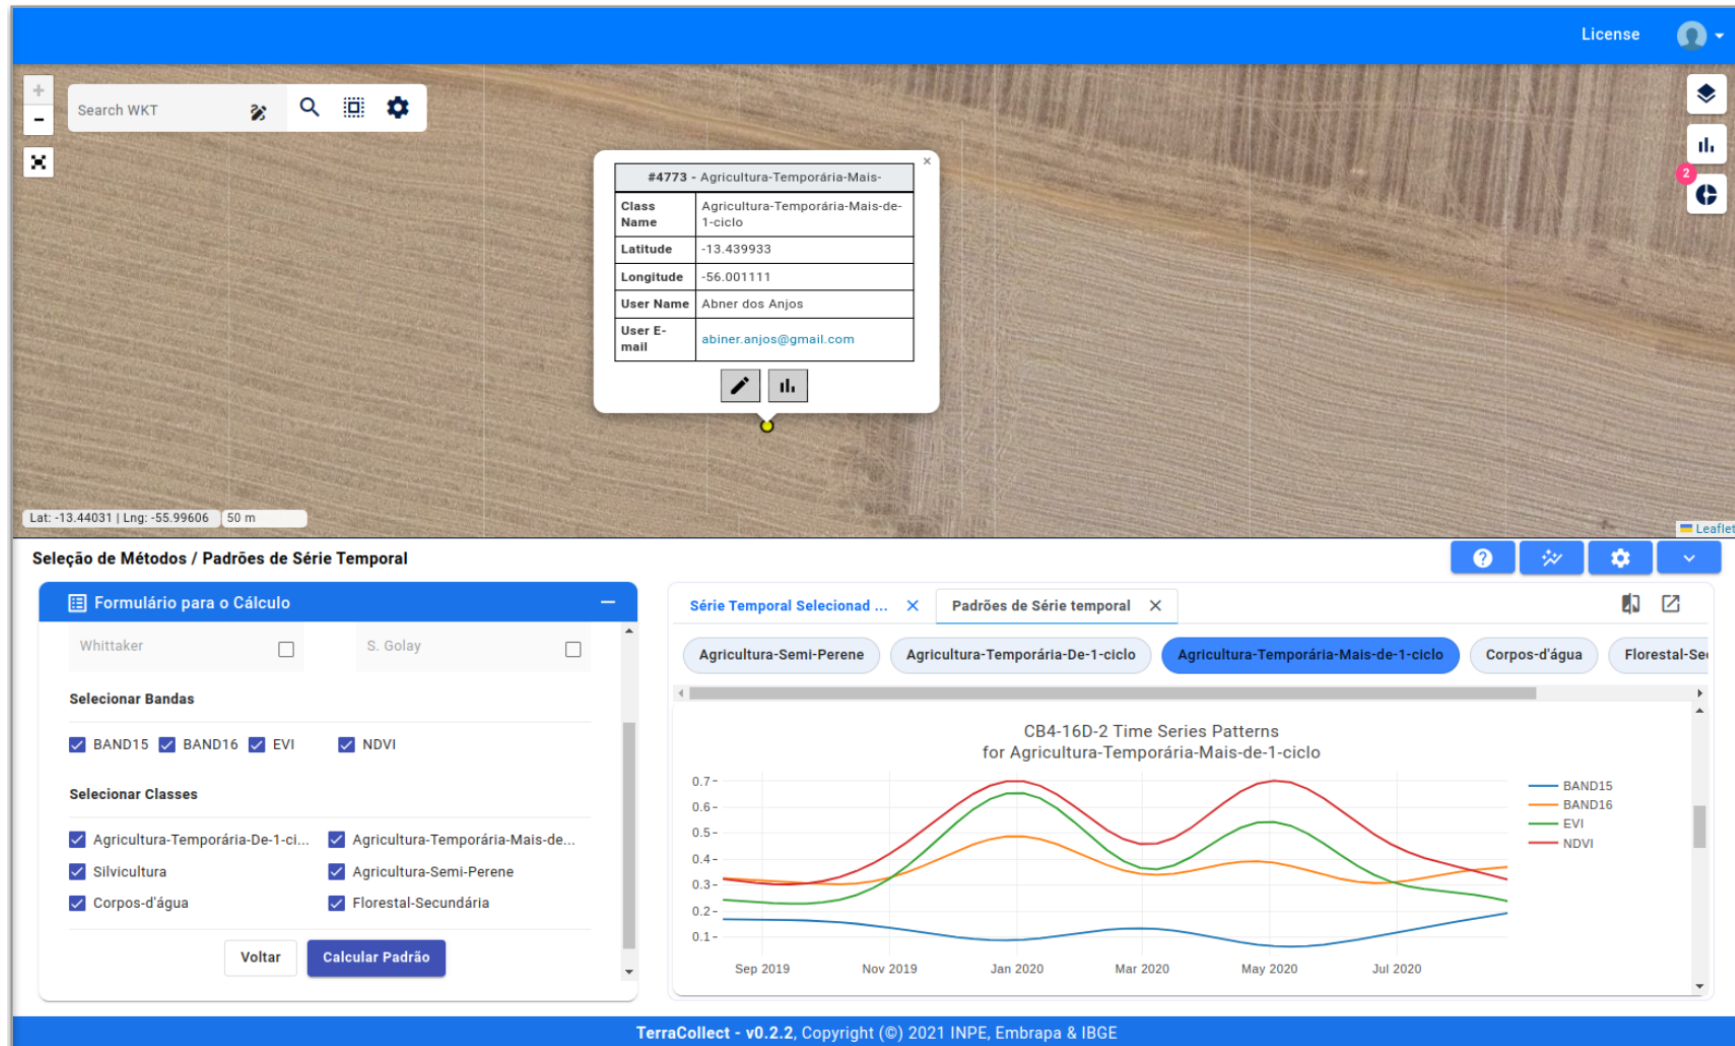 License
+
Search WKT
-
2
×
#4773 - Agricultura-Temporária-Mais-
Class Name
Agricultura-Temporária-Mais-de-
1-ciclo
Latitude
-13.439933
Longitude
-56.001111
User Name
Abner dos Anjos
User E-
mail
abiner.anjos@gmail.com
Lat: -13.44031 | Lng: -55.99606
50 m
Leaflet
Seleção de Métodos / Padrões de Série Temporal
Formulário para o Cálculo
Whittaker
S. Golay
Selecionar Bandas
BAND15 BAND16 EVI NDVI
Selecionar Classes
Agricultura-Temporária-De-1-ci...
Agricultura-Temporária-Mais-de...
Silvicultura
Agricultura-Semi-Perene
Corpos-d'água
Florestal-Secundária
Voltar
Calcular Padrão
Série Temporal Selecionad ...
Padrões de Série temporal
Agricultura-Semi-Perene
Agricultura-Temporária-De-1-ciclo
Agricultura-Temporária-Mais-de-1-ciclo
Corpos-d'água
Florestal-Se
CB4-16D-2 Time Series Patterns
for Agricultura-Temporária-Mais-de-1-ciclo
0.7
0.6
0.5
0.4
0.3
0.2
0.1
Sep 2019
Nov 2019
Jan 2020
Mar 2020
May 2020
Jul 2020
BAND15
BAND16
EVI
NDVI
TerraCollect - v0.2.2, Copyright (©) 2021 INPE, Embrapa & IBGE